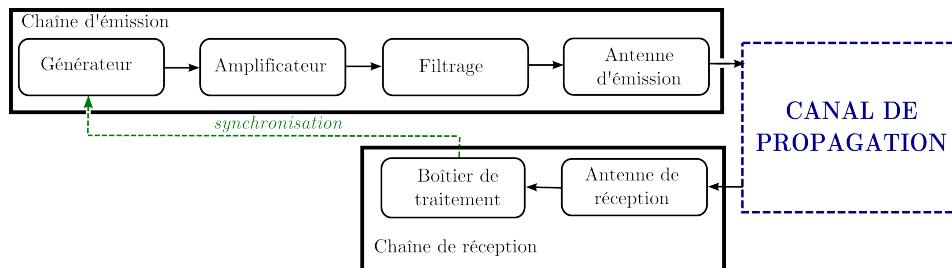 Chaîne d'émission
Générateur
Amplificateur
Filtrage
Antenne
d'émission
CANAL DE
PROPAGATION
synchronisation
Boîtier de
traitement
Antenne de
réception
Chaîne de réception